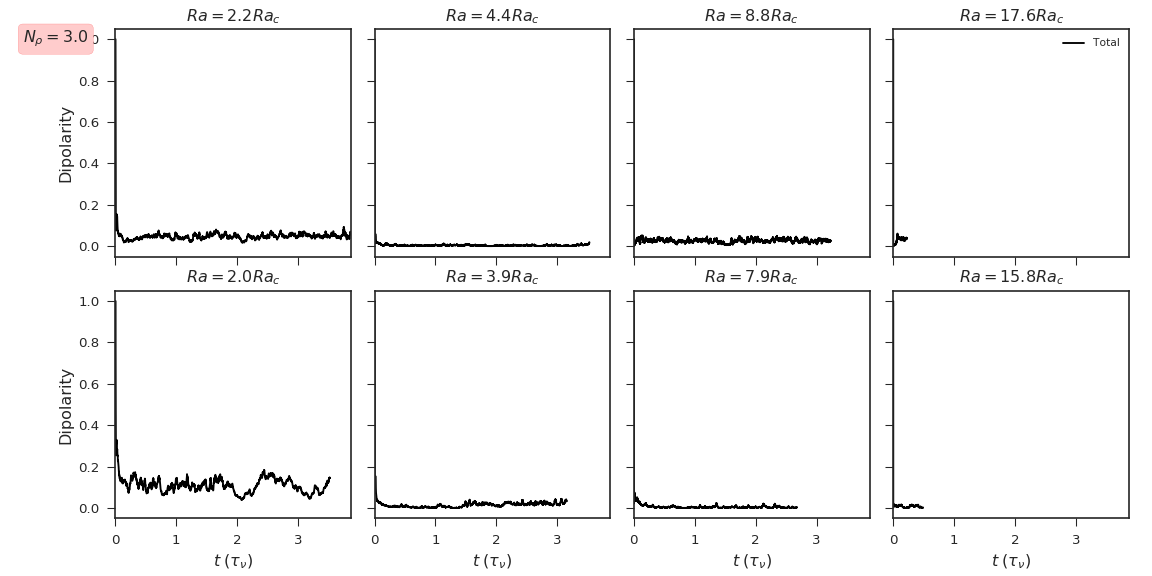 Ra = 2.2Ra_c Ra = 4.4Ra_c Ra = 8.8Ra_c Ra = 17.6Ra_c
N_ρ = 3.0
Total
0.8
0.6
0.4
0.2
0.0
Dipolarity
Ra = 2.0Ra_c Ra = 3.9Ra_c Ra = 7.9Ra_c Ra = 15.8Ra_c
1.0
0.8
0.6
0.4
0.2
0.0
Dipolarity
0 1 2 3 0 1 2 3 0 1 2 3 0 1 2 3
t (τ_ν) t (τ_ν) t (τ_ν) t (τ_ν)